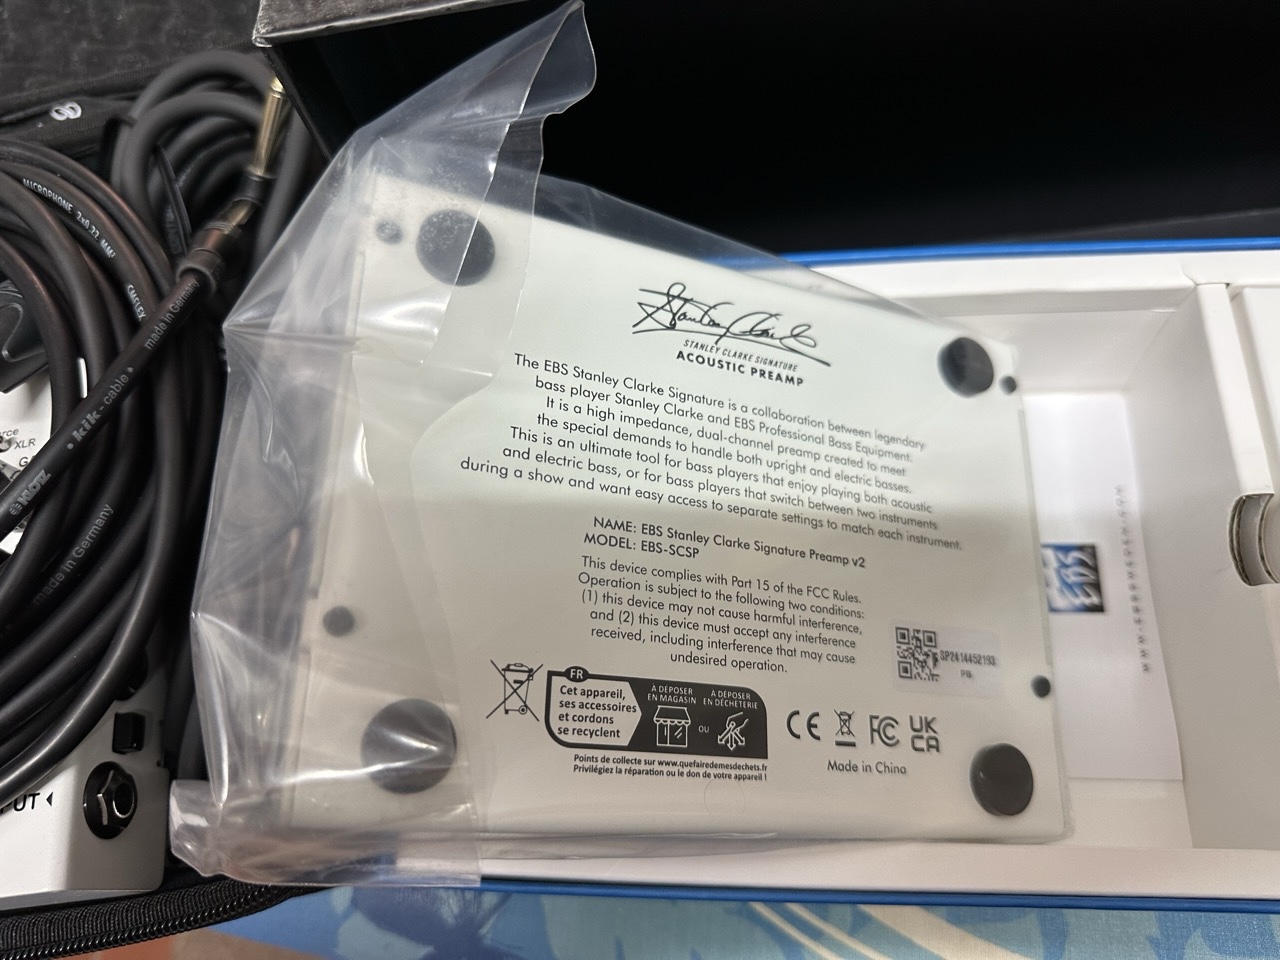 MICROPHONE 2x0,22 MM²
GMFLEX
made in Germany
• kik - cable •
klotz
made in Germany
XLR
PUT
Stanley Clarke
STANLEY CLARKE SIGNATURE
ACOUSTIC PREAMP
The EBS Stanley Clarke Signature is a collaboration between legendary
bass player Stanley Clarke and EBS Professional Bass Equipment.
It is a high impedance, dual-channel preamp created to meet
the special demands to handle both upright and electric basses.
This is an ultimate tool for bass players that enjoy playing both acoustic
and electric bass, or for bass players that switch between two instruments
during a show and want easy access to separate settings to match each instrument.
NAME: EBS Stanley Clarke Signature Preamp v2
MODEL: EBS-SCSP
This device complies with Part 15 of the FCC Rules.
Operation is subject to the following two conditions:
(1) this device may not cause harmful interference,
and (2) this device must accept any interference
received, including interference that may cause
undesired operation.
SP2414452193
FR
Cet appareil,
ses accessoires
et cordons
se recyclent
À DÉPOSER
EN MAGASIN
OU
À DÉPOSER
EN DÉCHÈTERIE
Points de collecte sur www.quefairedemesdechets.fr
Privilégiez la réparation ou le don de votre appareil !
CE
FC
UK
CA
Made in China
EBS